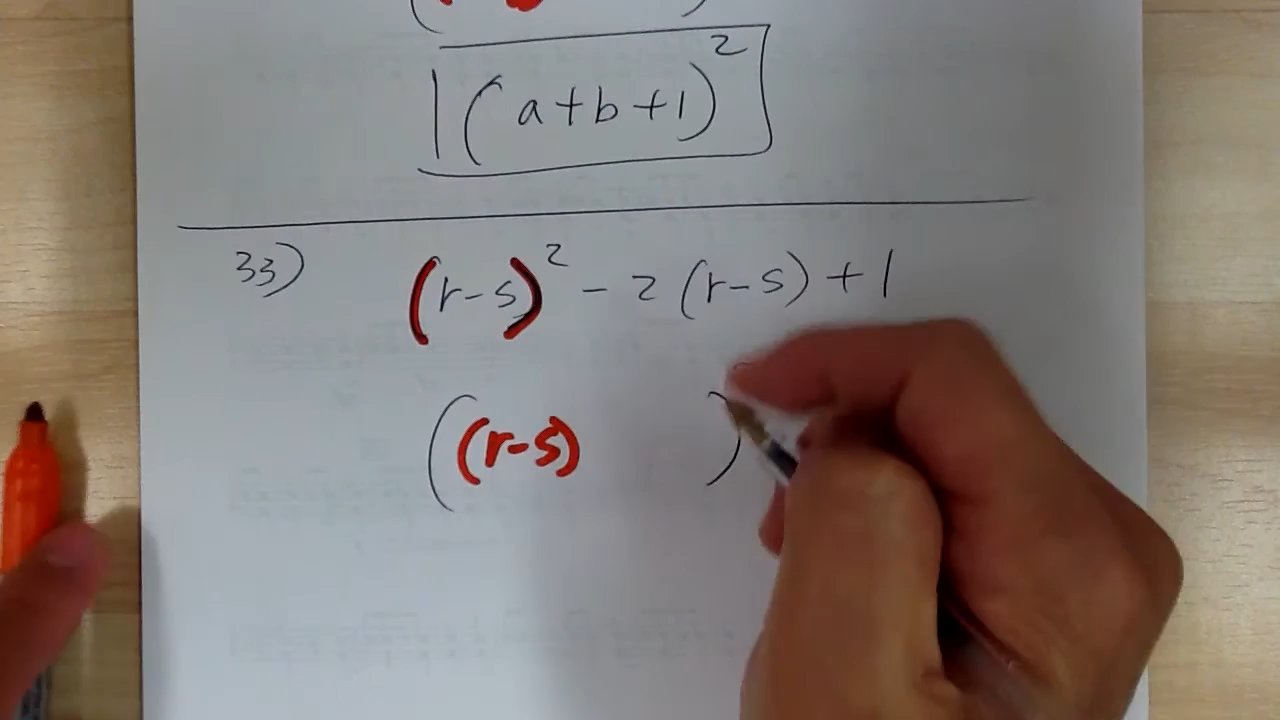 (a+b+1)²
33) (r-s)² - 2(r-s) + 1
((r-s) )